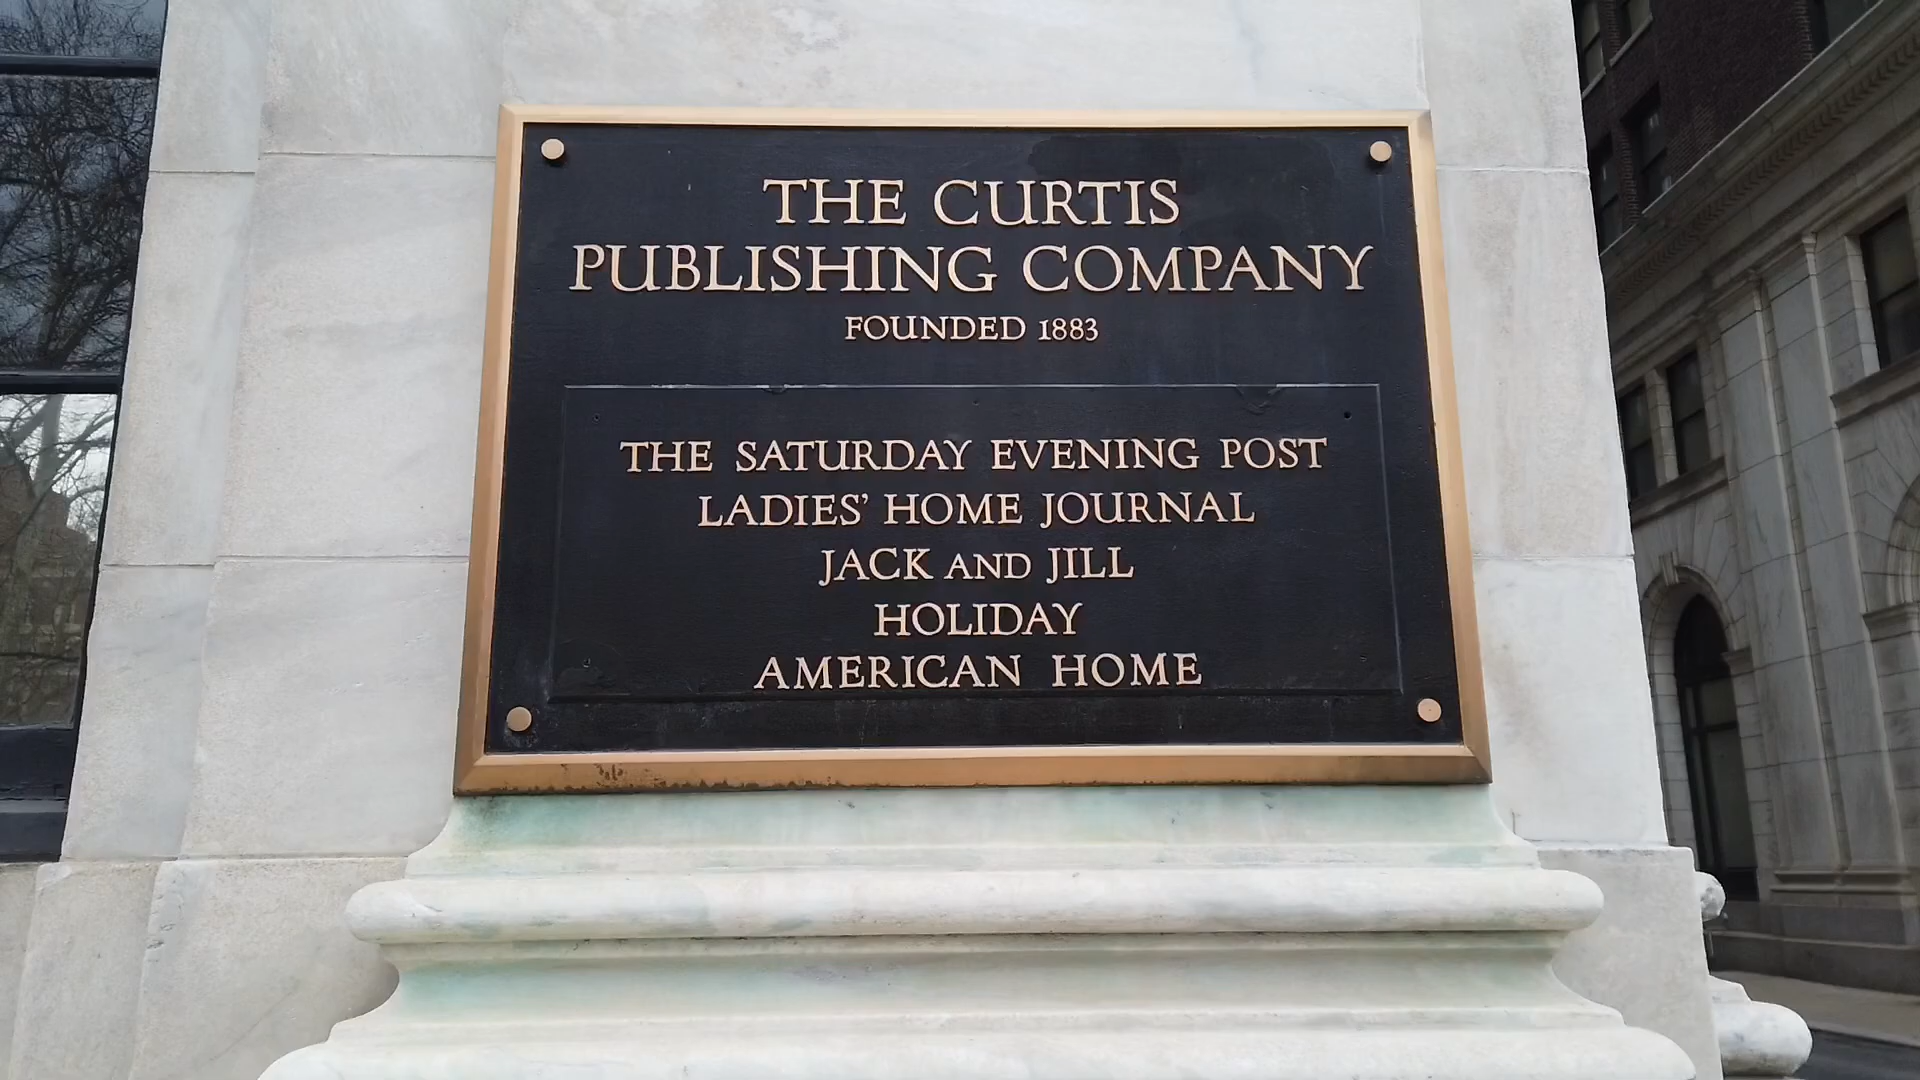 THE CURTIS
PUBLISHING COMPANY
FOUNDED 1883
THE SATURDAY EVENING POST
LADIES' HOME JOURNAL
JACK AND JILL
HOLIDAY
AMERICAN HOME